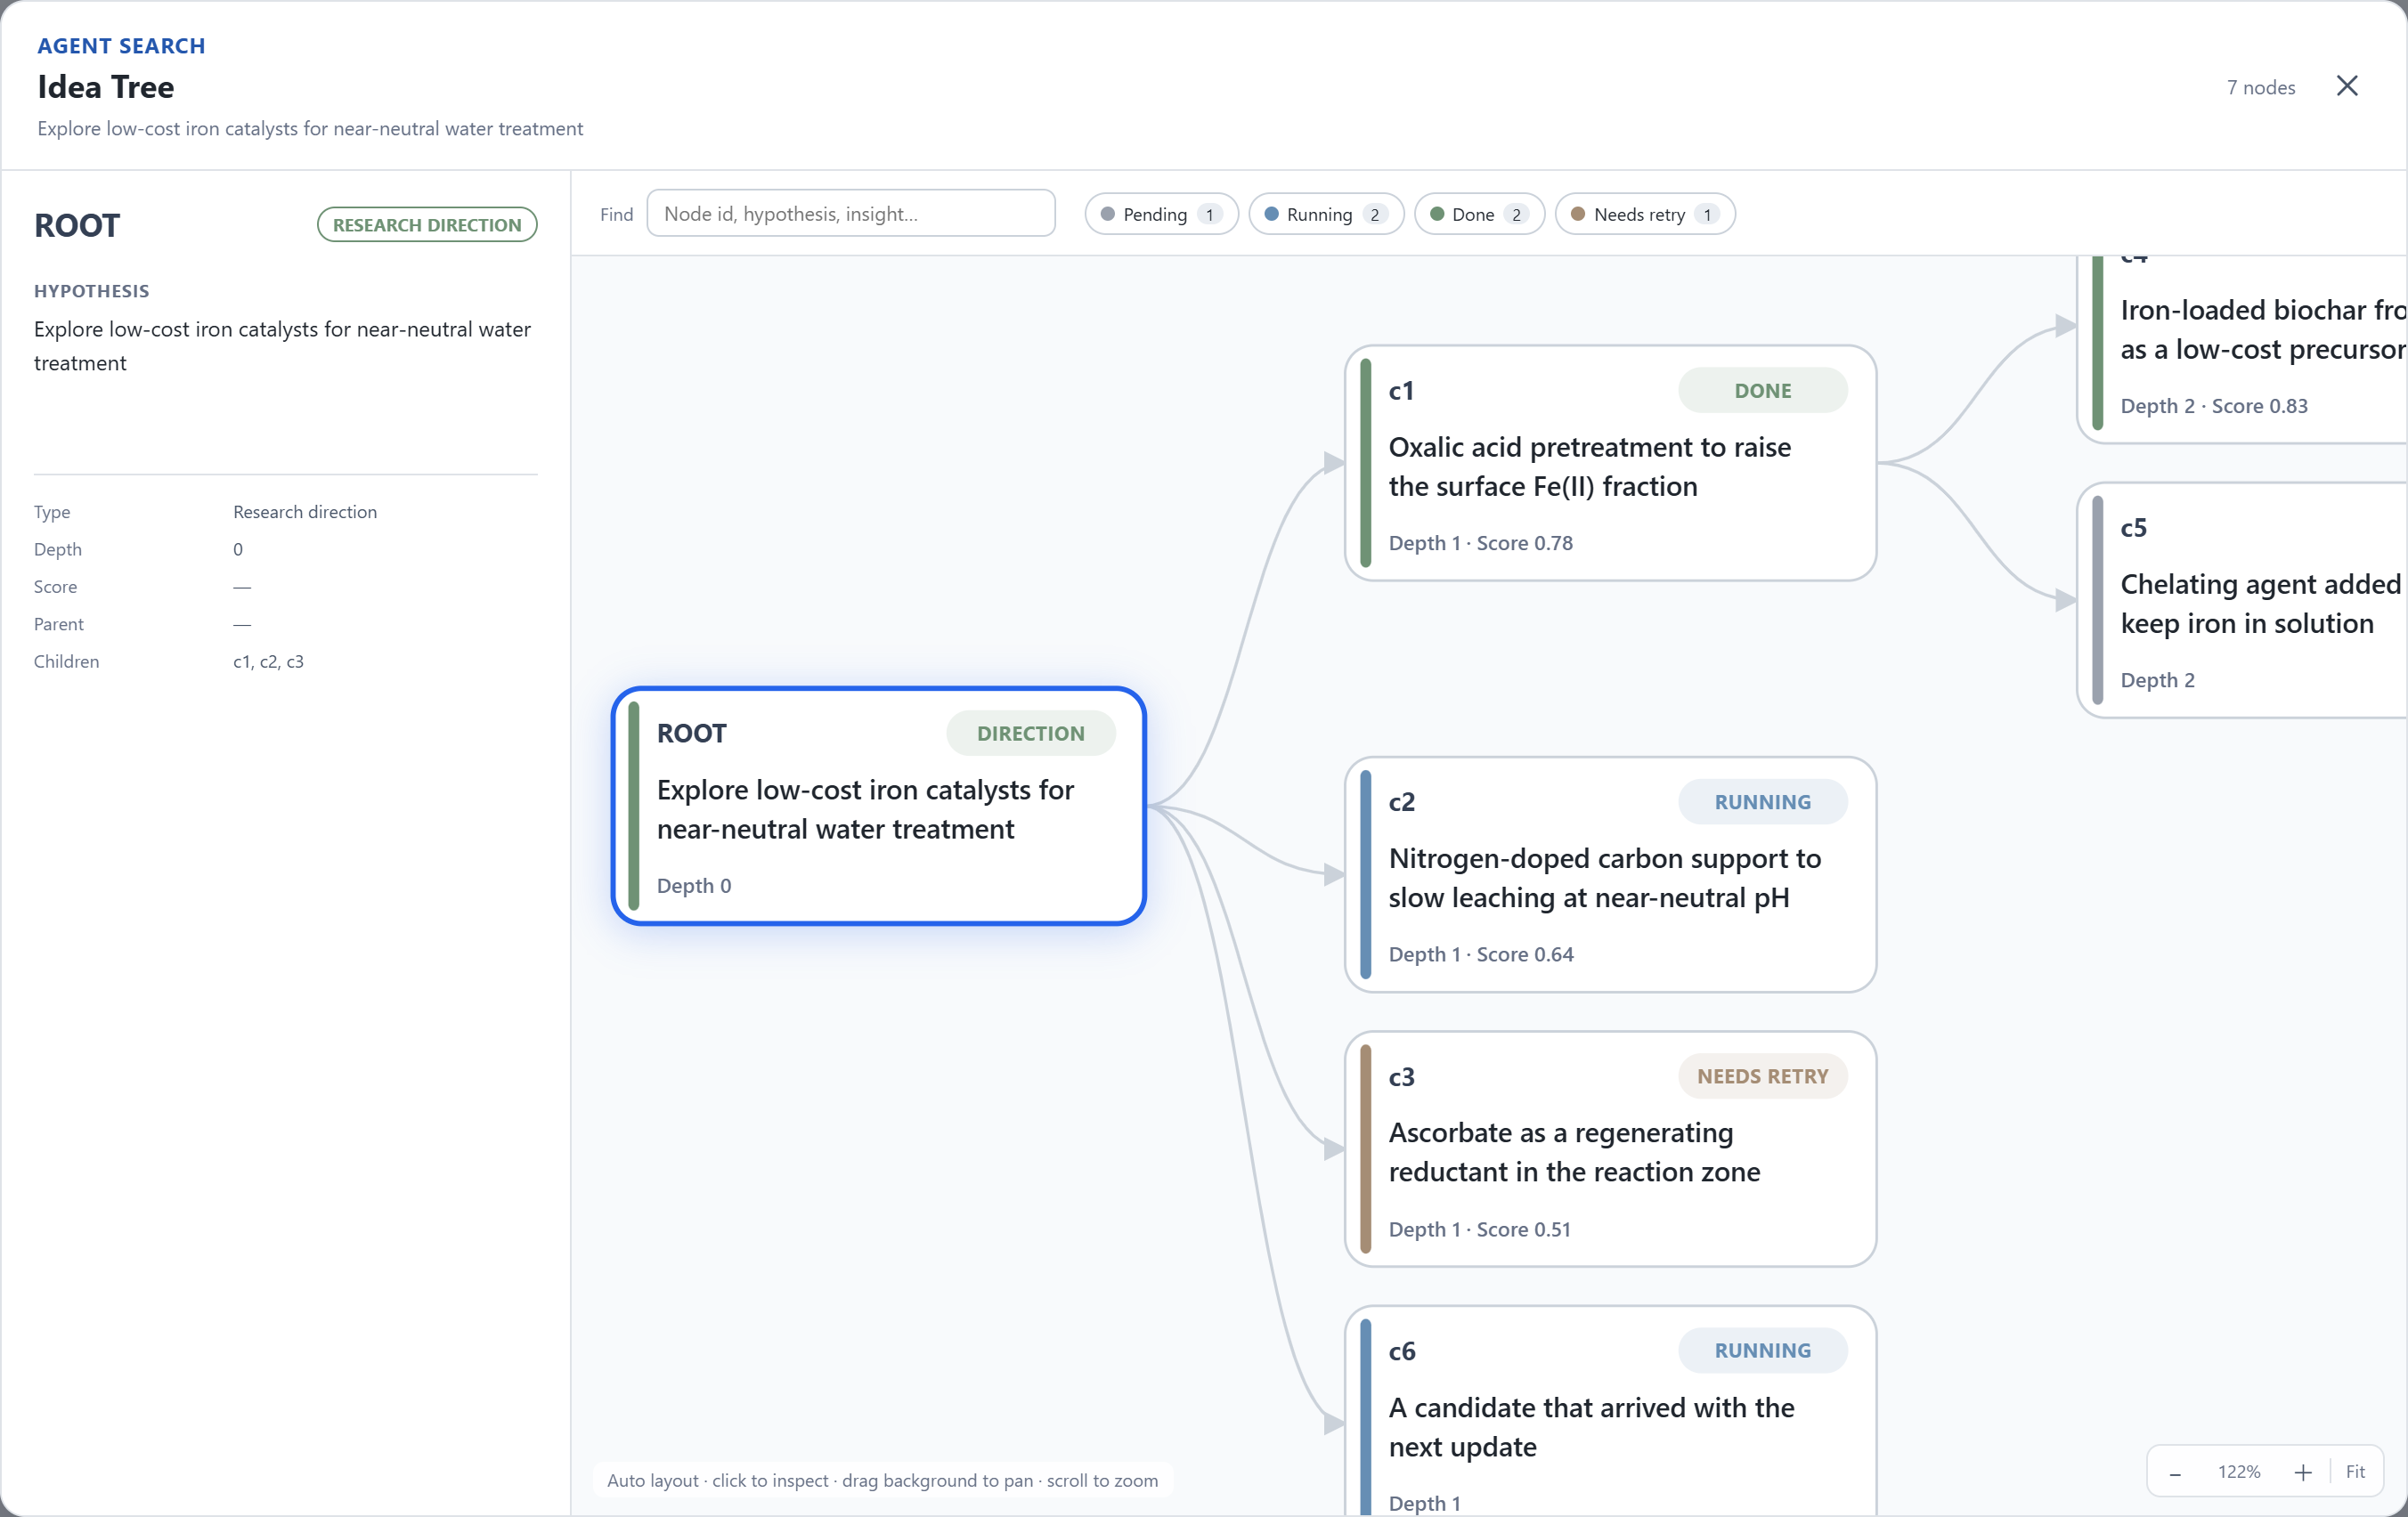 AGENT SEARCH
Idea Tree
Explore low-cost iron catalysts for near-neutral water treatment
7 nodes
ROOT
RESEARCH DIRECTION
HYPOTHESIS
Explore low-cost iron catalysts for near-neutral water
treatment
Type Research direction
Depth 0
Score —
Parent —
Children c1, c2, c3
Find Node id, hypothesis, insight...
Pending 1
Running 2
Done 2
Needs retry 1
ROOT
DIRECTION
Explore low-cost iron catalysts for
near-neutral water treatment
Depth 0
c1
DONE
Oxalic acid pretreatment to raise
the surface Fe(II) fraction
Depth 1 · Score 0.78
c2
RUNNING
Nitrogen-doped carbon support to
slow leaching at near-neutral pH
Depth 1 · Score 0.64
c3
NEEDS RETRY
Ascorbate as a regenerating
reductant in the reaction zone
Depth 1 · Score 0.51
c6
RUNNING
A candidate that arrived with the
next update
Depth 1
Iron-loaded biochar
as a low-cost precursor
Depth 2 · Score 0.83
c5
Chelating agent added
keep iron in solution
Depth 2
Auto layout · click to inspect · drag background to pan · scroll to zoom
– 122% + Fit